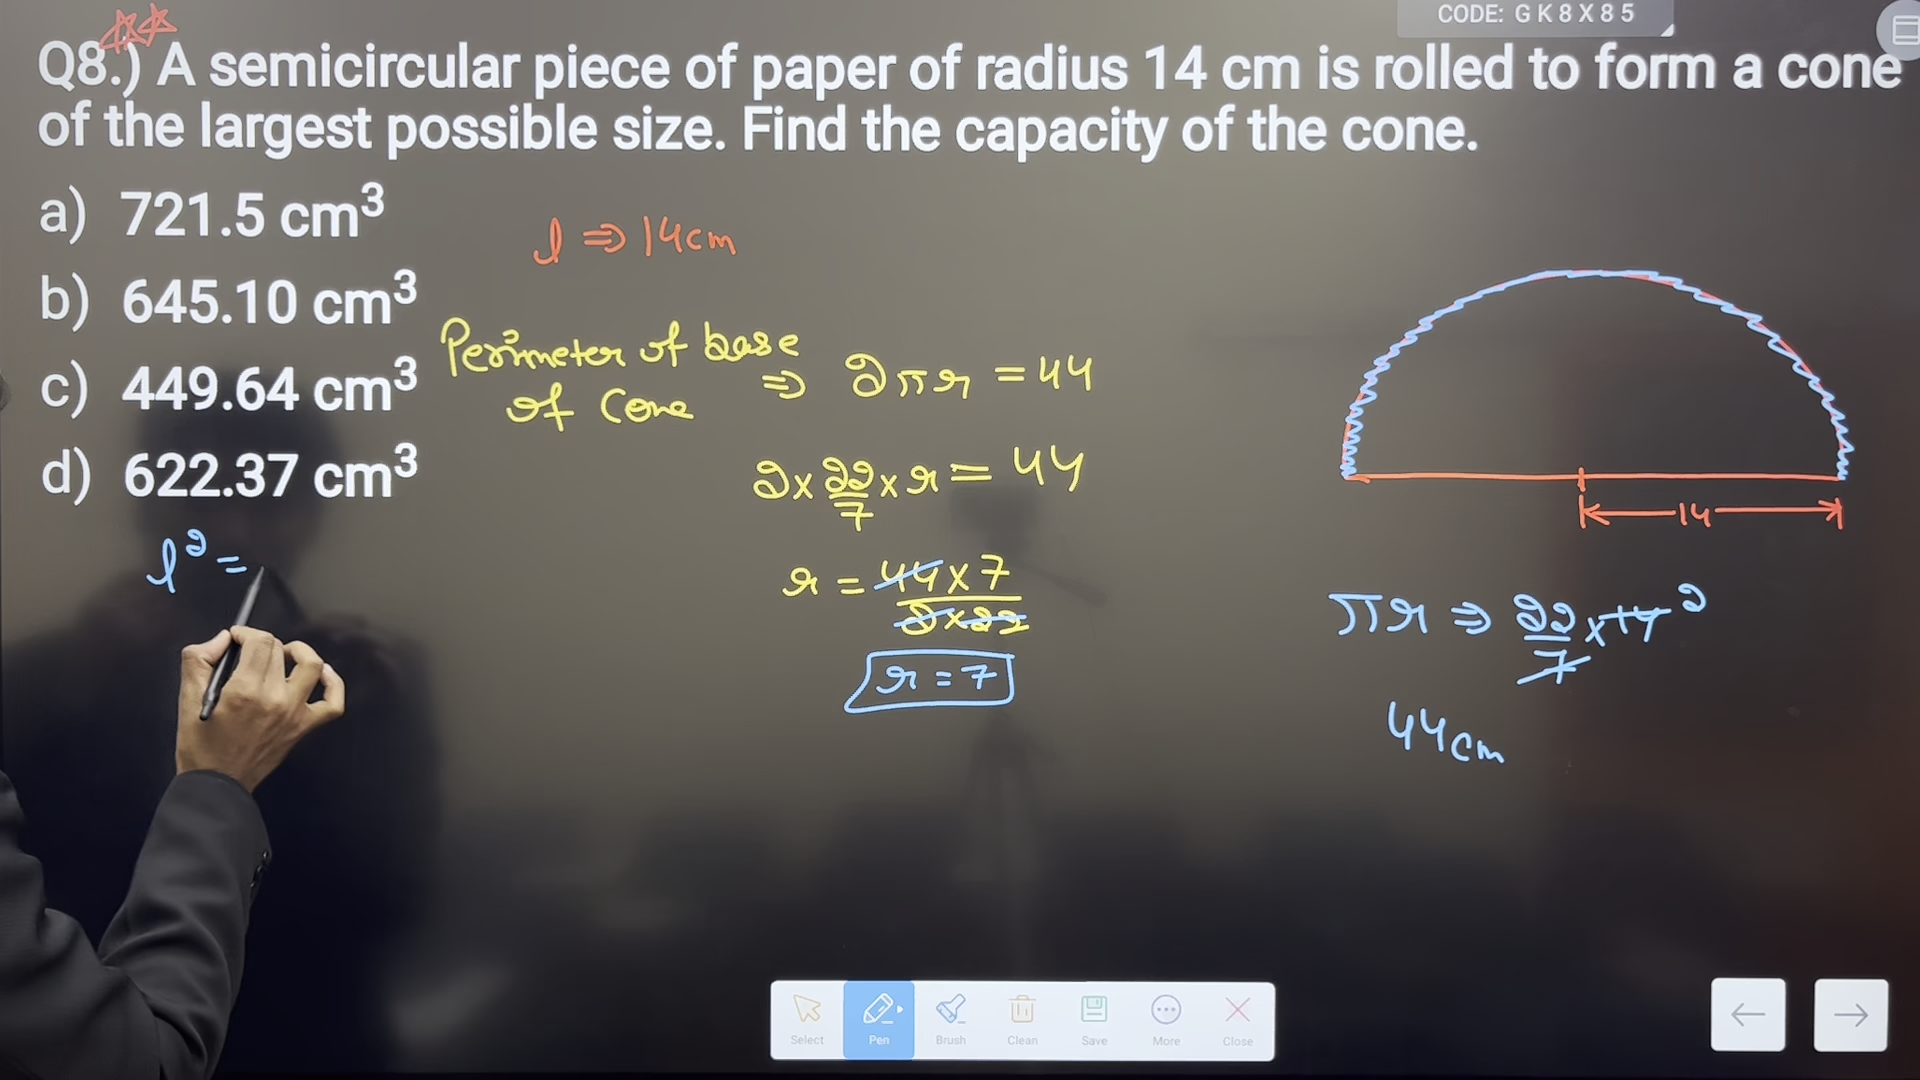 CODE: GK8X85
Q8.) A semicircular piece of paper of radius 14 cm is rolled to form a cone
of the largest possible size. Find the capacity of the cone.
a) 721.5 cm³
b) 645.10 cm³
c) 449.64 cm³
d) 622.37 cm³
l ⇒ 14cm
Perimeter of base
of Cone
⇒ 2πr = 44
2 × 22/7 × r = 44
r = 44×7/2×22
r = 7
l² =
14
πr ⇒ 22/7 × 14 2
44cm
Select
Pen
Brush
Clean
Save
More
Close